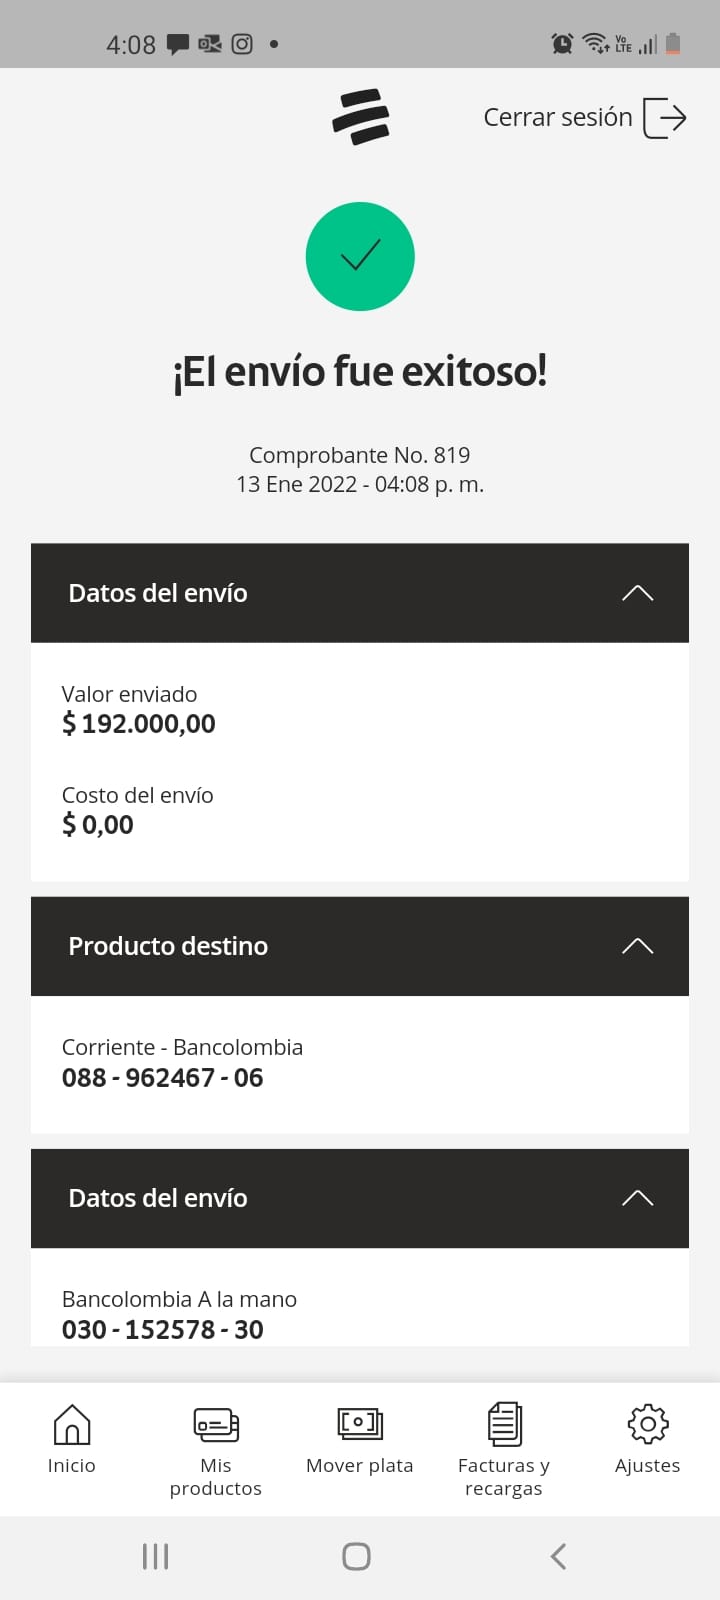 4:08
Vo
LTE
Cerrar sesión
¡El envío fue exitoso!
Comprobante No. 819
13 Ene 2022 - 04:08 p. m.
Datos del envío
Valor enviado
$ 192.000,00
Costo del envío
$ 0,00
Producto destino
Corriente - Bancolombia
088 - 962467 - 06
Datos del envío
Bancolombia A la mano
030 - 152578 - 30
Inicio
Mis productos
Mover plata
Facturas y recargas
Ajustes